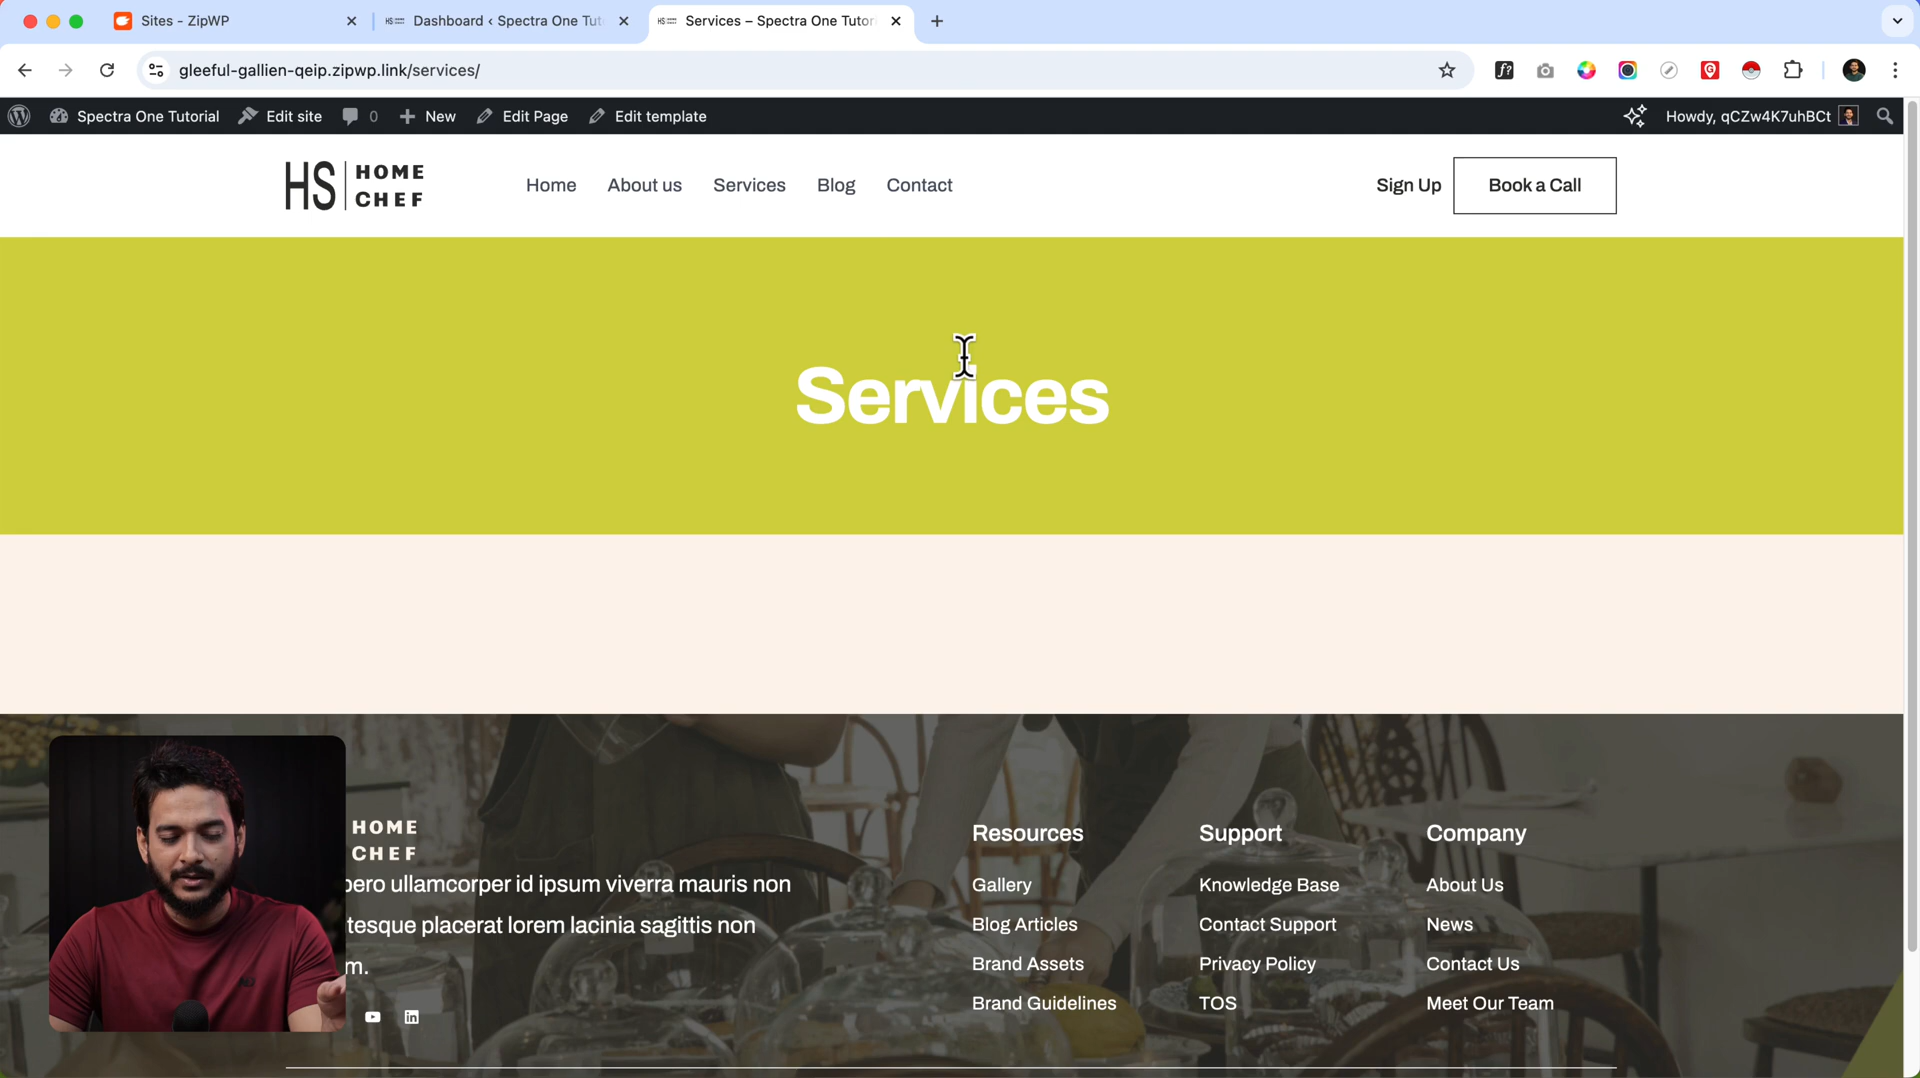 Sites - ZipWP
Dashboard ‹ Spectra One Tut
Services – Spectra One Tutor
gleeful-gallien-qeip.zipwp.link/services/
Spectra One Tutorial
Edit site
0
New
Edit Page
Edit template
Howdy, qCZw4K7uhBCt
HS HOME
CHEF
Home
About us
Services
Blog
Contact
Sign Up
Book a Call
Services
HOME
CHEF
pero ullamcorper id ipsum viverra mauris non
tesque placerat lorem lacinia sagittis non
m.
Resources
Gallery
Blog Articles
Brand Assets
Brand Guidelines
Support
Knowledge Base
Contact Support
Privacy Policy
TOS
Company
About Us
News
Contact Us
Meet Our Team